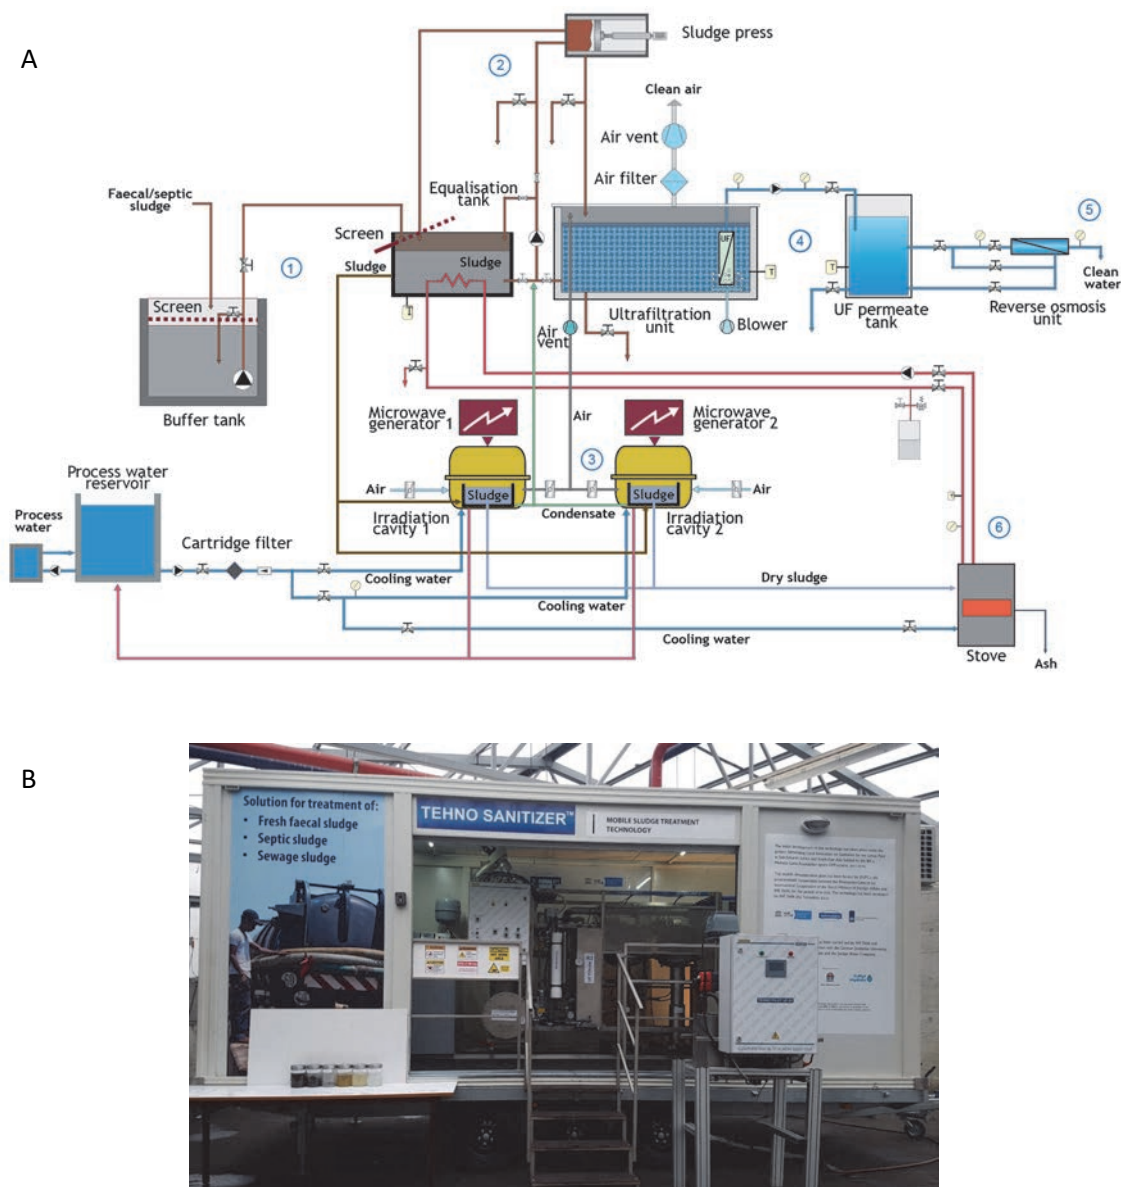 A
Sludge press
2
Clean air
Air vent
Air filter
Faecal/septic
sludge
Equalisation
tank
Screen
Sludge
Sludge
1
Screen
UF
T
T
T
4
5
Clean
water
Reverse osmosis
unit
UF permeate
tank
Ultrafiltration
unit
Blower
Air
vent
Buffer tank
Air
Microwave
generator 1
Microwave
generator 2
3
Process water
reservoir
Air
Sludge
Sludge
Air
Condensate
Irradiation
cavity 1
Irradiation
cavity 2
Process
water
Cartridge filter
6
Cooling water
Cooling water
Dry sludge
Cooling water
Stove
Ash
B
Solution for treatment of:
• Fresh faecal sludge
• Septic sludge
• Sewage sludge
TEHNO SANITIZER™
MOBILE SLUDGE TREATMENT
TECHNOLOGY